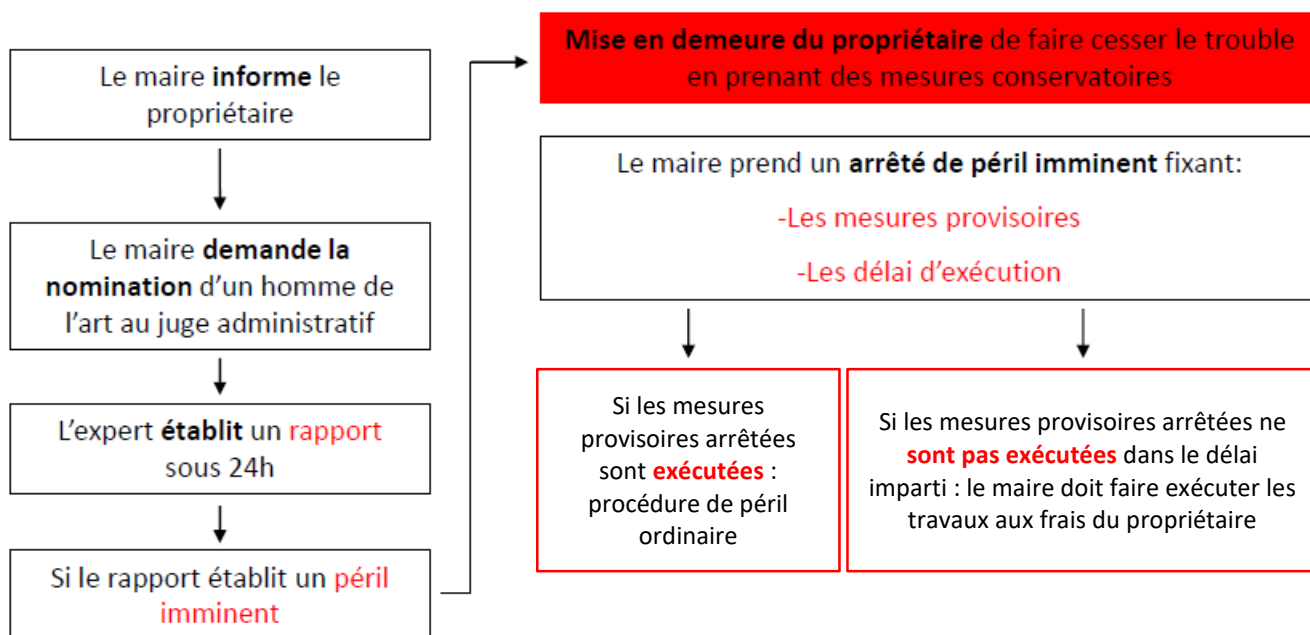 Le maire informe le
propriétaire
Le maire demande la
nomination d'un homme de
l'art au juge administratif
L'expert établit un rapport
sous 24h
Si le rapport établit un péril
imminent
Mise en demeure du propriétaire de faire cesser le trouble
en prenant des mesures conservatoires
Le maire prend un arrêté de péril imminent fixant:
-Les mesures provisoires
-Les délai d'exécution
Si les mesures
provisoires arrêtées
sont exécutées :
procédure de péril
ordinaire
Si les mesures provisoires arrêtées ne
sont pas exécutées dans le délai
imparti : le maire doit faire exécuter les
travaux aux frais du propriétaire